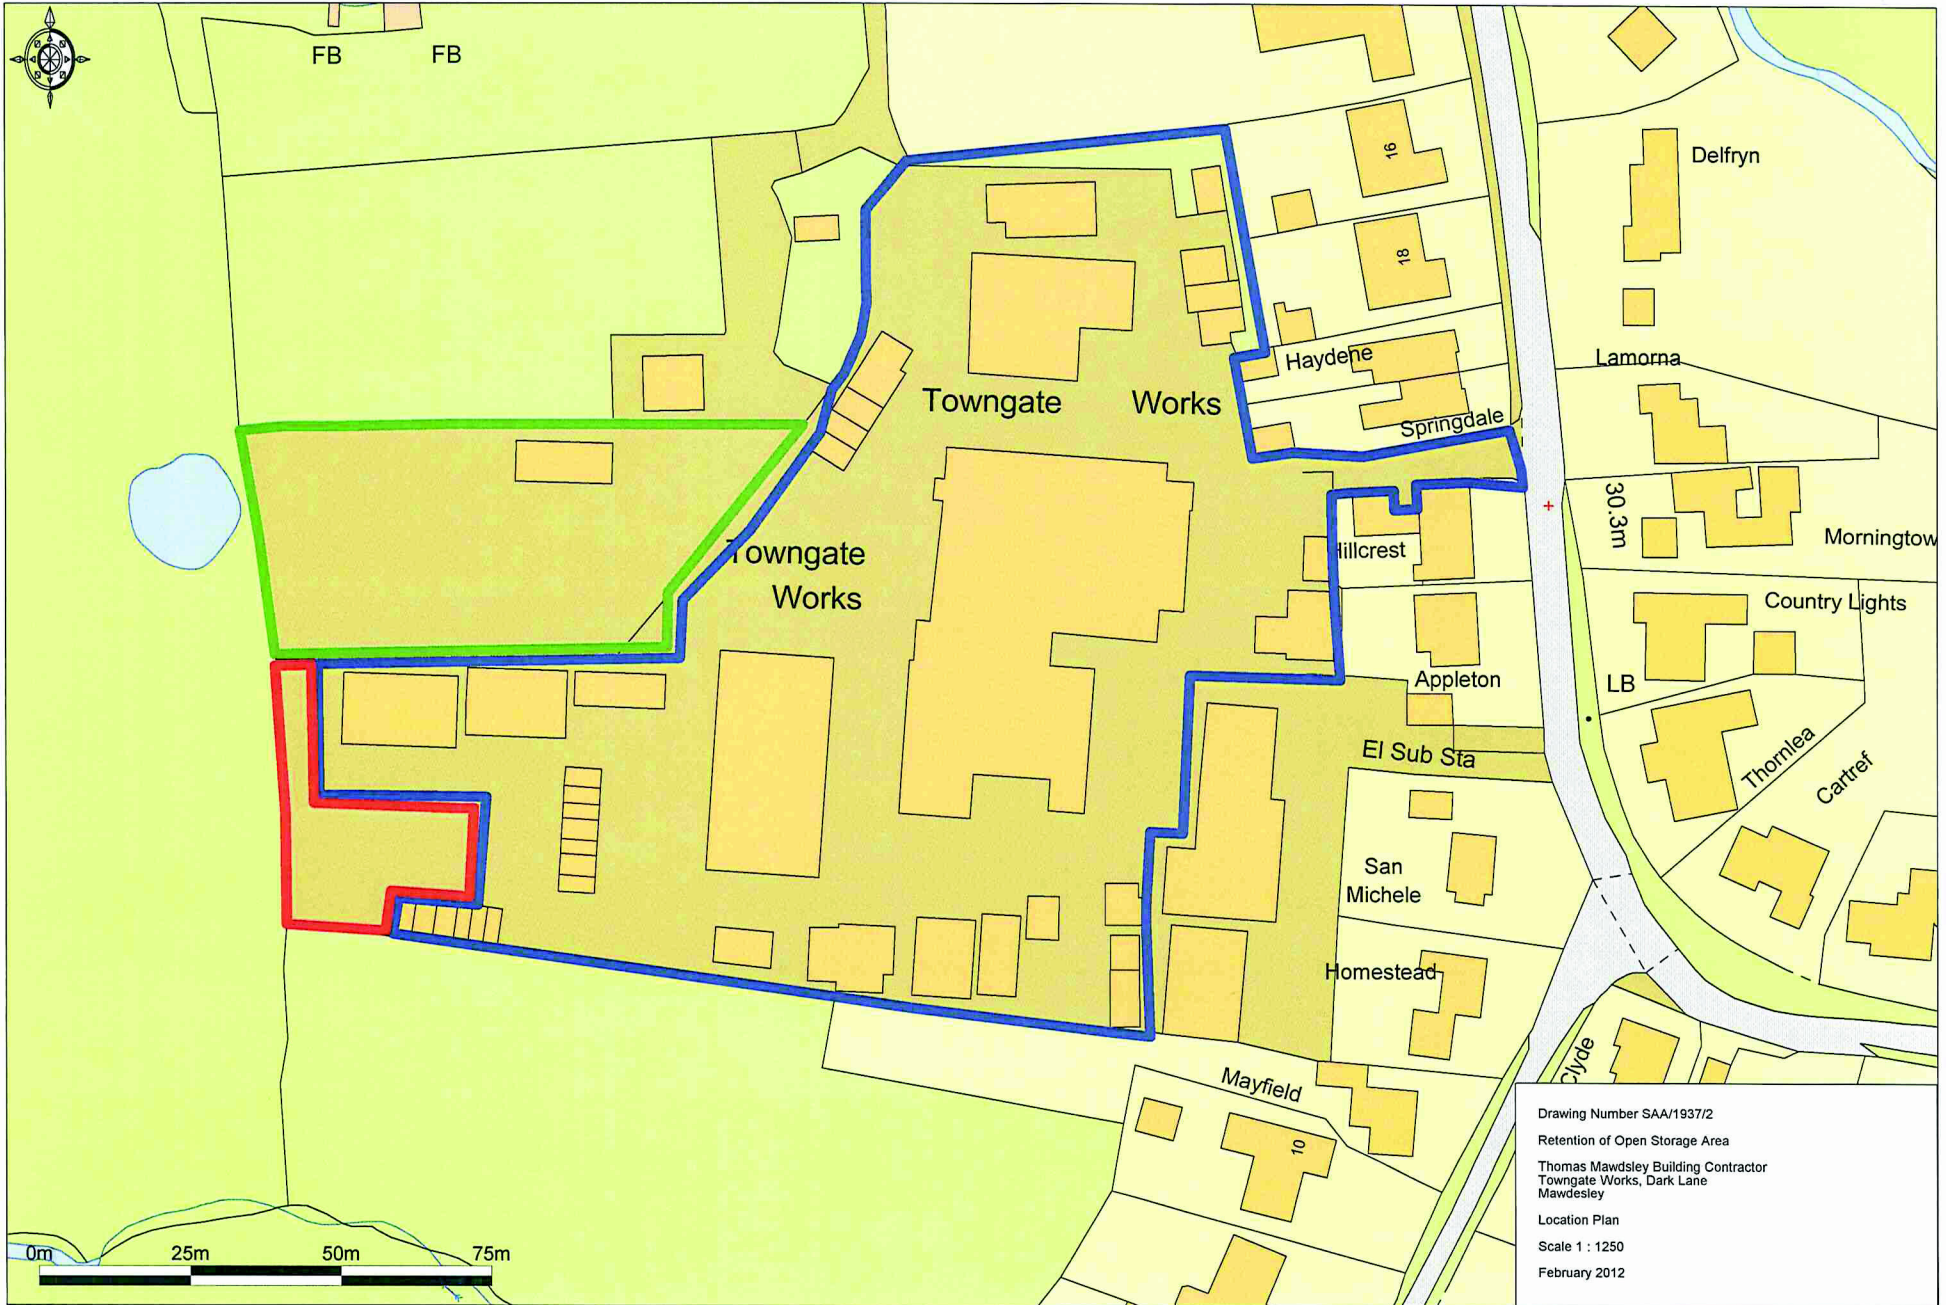 FB
FB
16
Delfryn
18
Haydene
Lamorna
Towngate
Works
Springdale
30.3m
Morningtow
Towngate
Works
Hillcrest
Country Lights
Appleton
LB
El Sub Sta
Thornlea
Cartref
San
Michele
Homestead
Clyde
Mayfield
10
0m
25m
50m
75m
Drawing Number SAA/1937/2
Retention of Open Storage Area
Thomas Mawdsley Building Contractor
Towngate Works, Dark Lane
Mawdesley
Location Plan
Scale 1 : 1250
February 2012